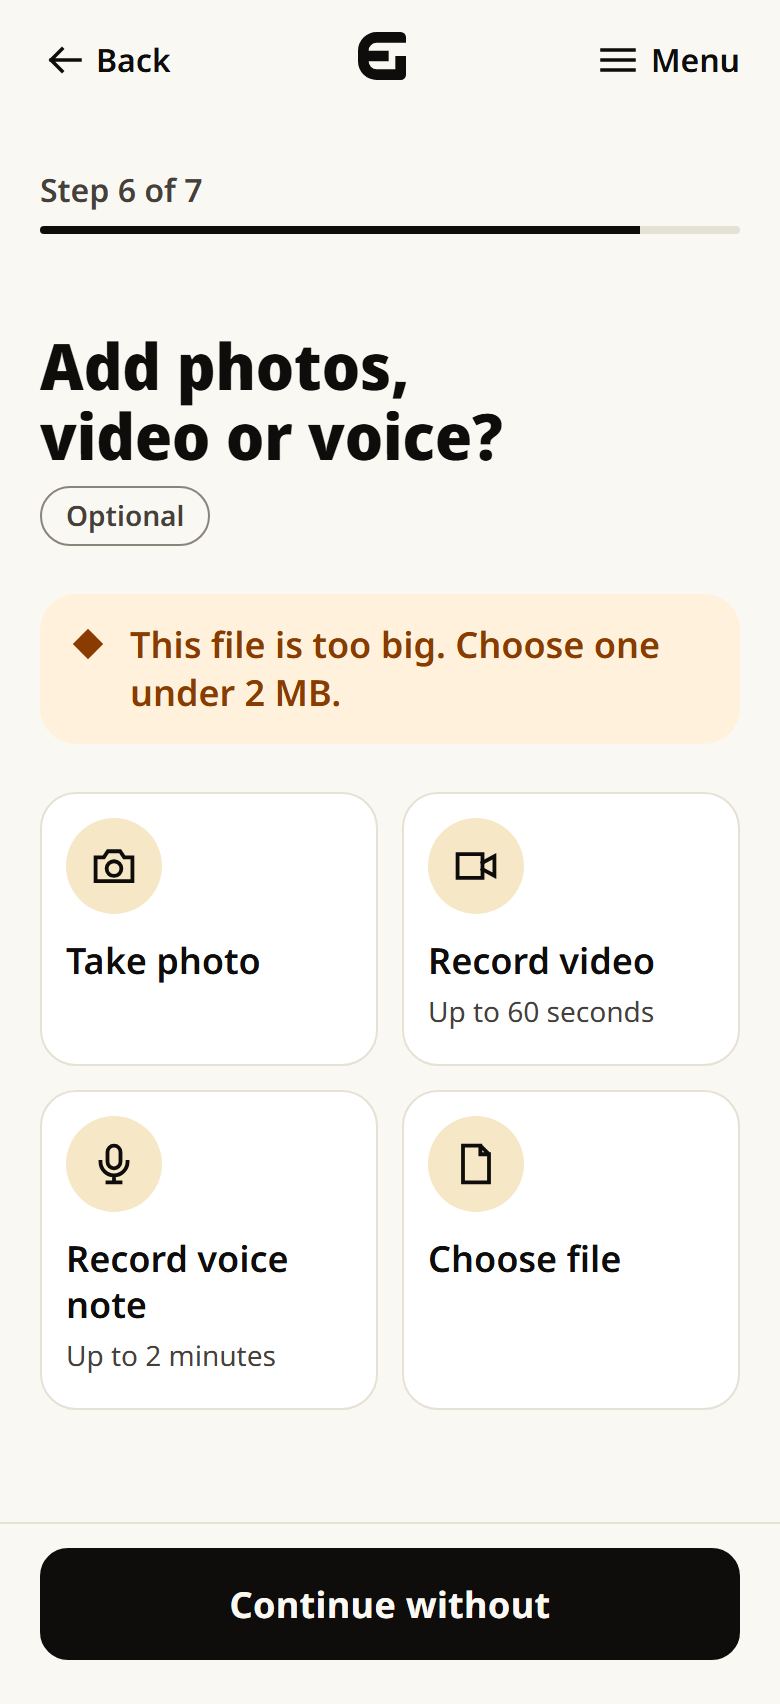 Back
Menu
Step 6 of 7
Add photos,
video or voice?
Optional
This file is too big. Choose one
under 2 MB.
Take photo
Record video
Up to 60 seconds
Record voice
note
Up to 2 minutes
Choose file
Continue without